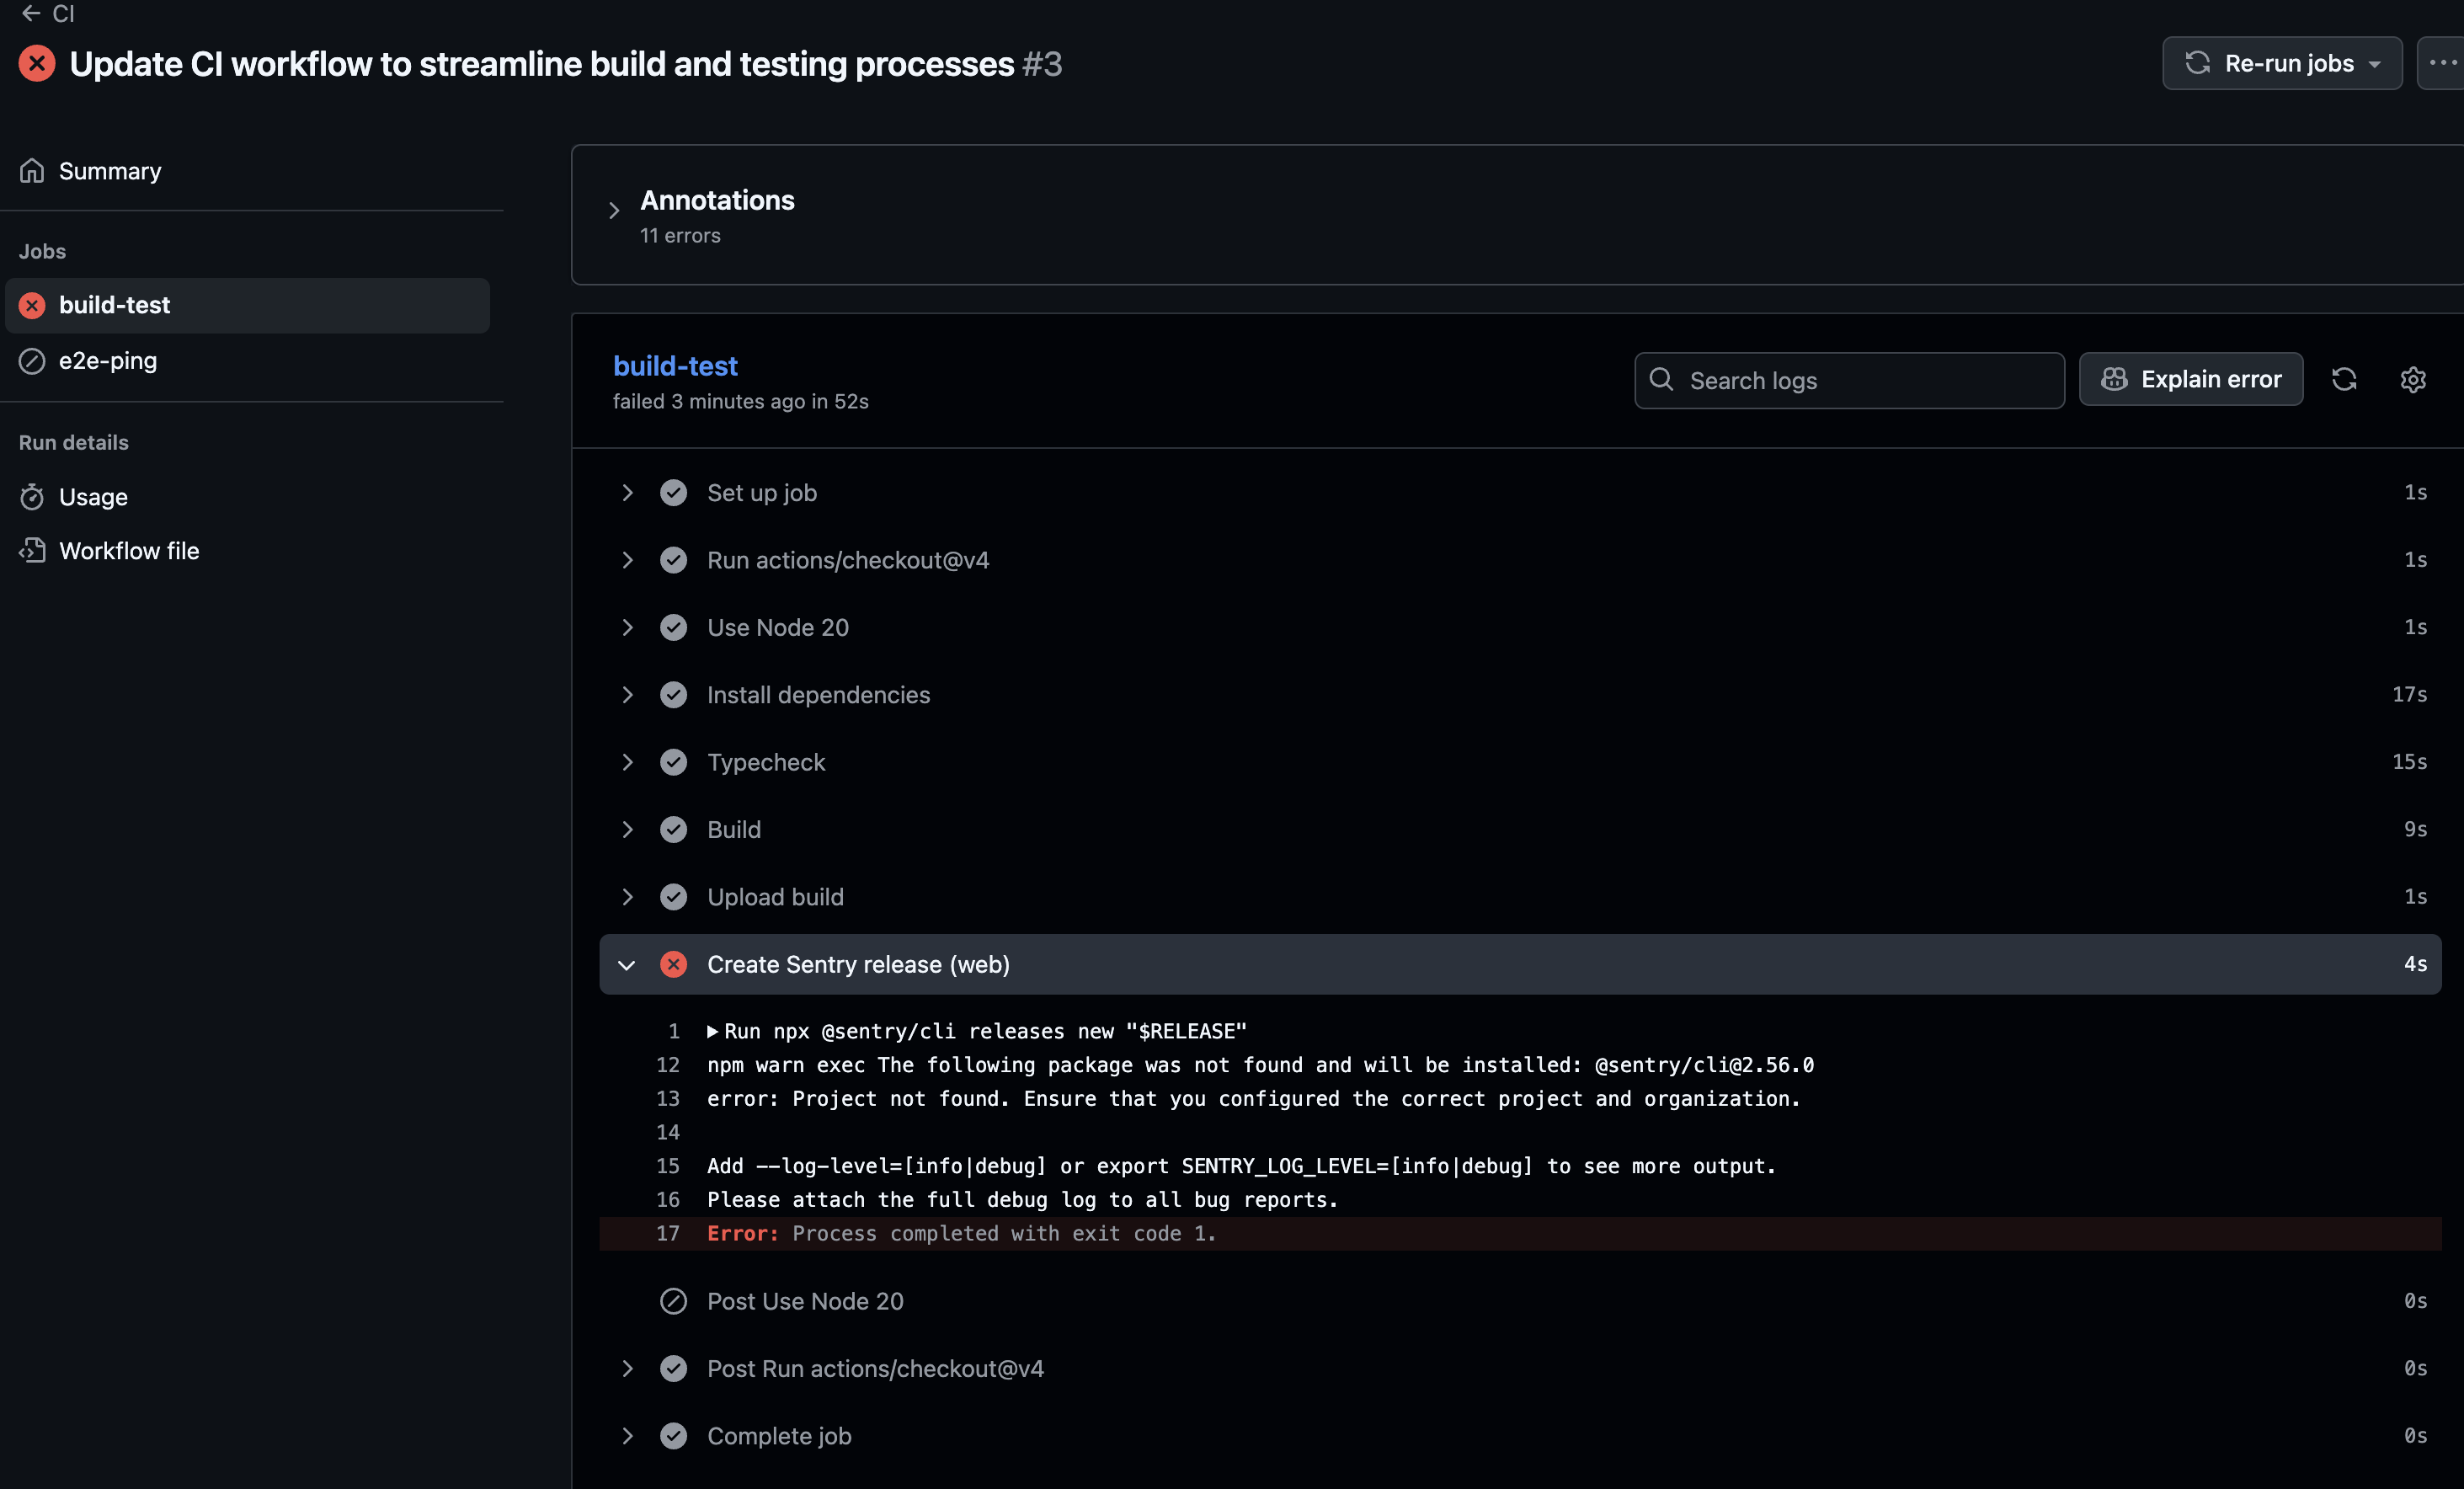 CI
Update CI workflow to streamline build and testing processes #3
Re-run jobs
Summary
Jobs
build-test
e2e-ping
Run details
Usage
Workflow file
Annotations
11 errors
build-test
failed 3 minutes ago in 52s
Search logs
Explain error
Set up job 1s
Run actions/checkout@v4 1s
Use Node 20 1s
Install dependencies 17s
Typecheck 15s
Build 9s
Upload build 1s
Create Sentry release (web) 4s
1 Run npx @sentry/cli releases new "$RELEASE"
12 npm warn exec The following package was not found and will be installed: @sentry/cli@2.56.0
13 error: Project not found. Ensure that you configured the correct project and organization.
14
15 Add --log-level=[info|debug] or export SENTRY_LOG_LEVEL=[info|debug] to see more output.
16 Please attach the full debug log to all bug reports.
17 Error: Process completed with exit code 1.
Post Use Node 20 0s
Post Run actions/checkout@v4 0s
Complete job 0s